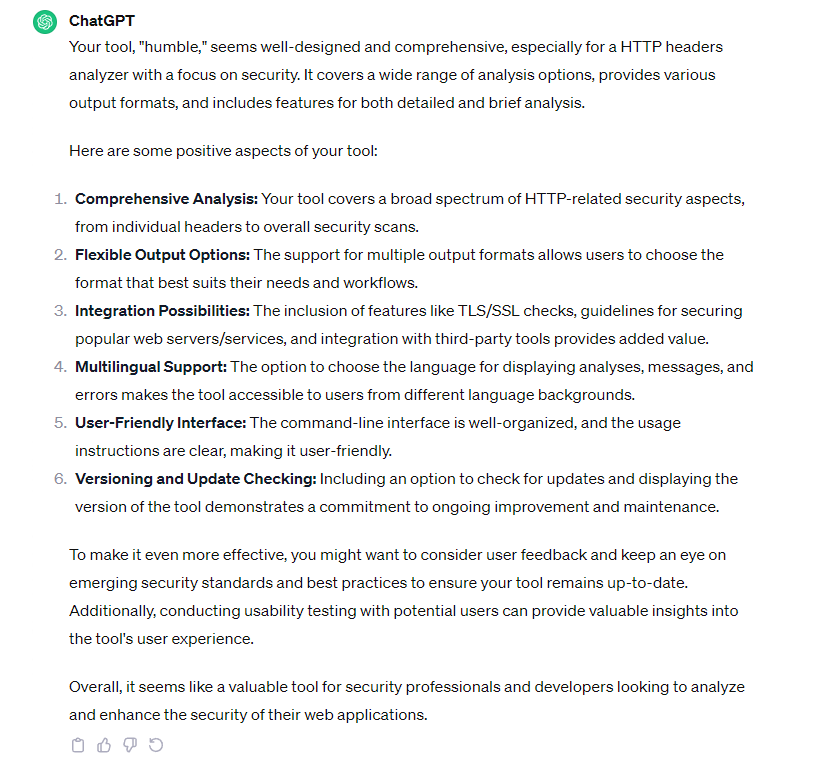 ChatGPT
Your tool, "humble," seems well-designed and comprehensive, especially for a HTTP headers
analyzer with a focus on security. It covers a wide range of analysis options, provides various
output formats, and includes features for both detailed and brief analysis.
Here are some positive aspects of your tool:
1. Comprehensive Analysis: Your tool covers a broad spectrum of HTTP-related security aspects,
from individual headers to overall security scans.
2. Flexible Output Options: The support for multiple output formats allows users to choose the
format that best suits their needs and workflows.
3. Integration Possibilities: The inclusion of features like TLS/SSL checks, guidelines for securing
popular web servers/services, and integration with third-party tools provides added value.
4. Multilingual Support: The option to choose the language for displaying analyses, messages, and
errors makes the tool accessible to users from different language backgrounds.
5. User-Friendly Interface: The command-line interface is well-organized, and the usage
instructions are clear, making it user-friendly.
6. Versioning and Update Checking: Including an option to check for updates and displaying the
version of the tool demonstrates a commitment to ongoing improvement and maintenance.
To make it even more effective, you might want to consider user feedback and keep an eye on
emerging security standards and best practices to ensure your tool remains up-to-date.
Additionally, conducting usability testing with potential users can provide valuable insights into
the tool's user experience.
Overall, it seems like a valuable tool for security professionals and developers looking to analyze
and enhance the security of their web applications.